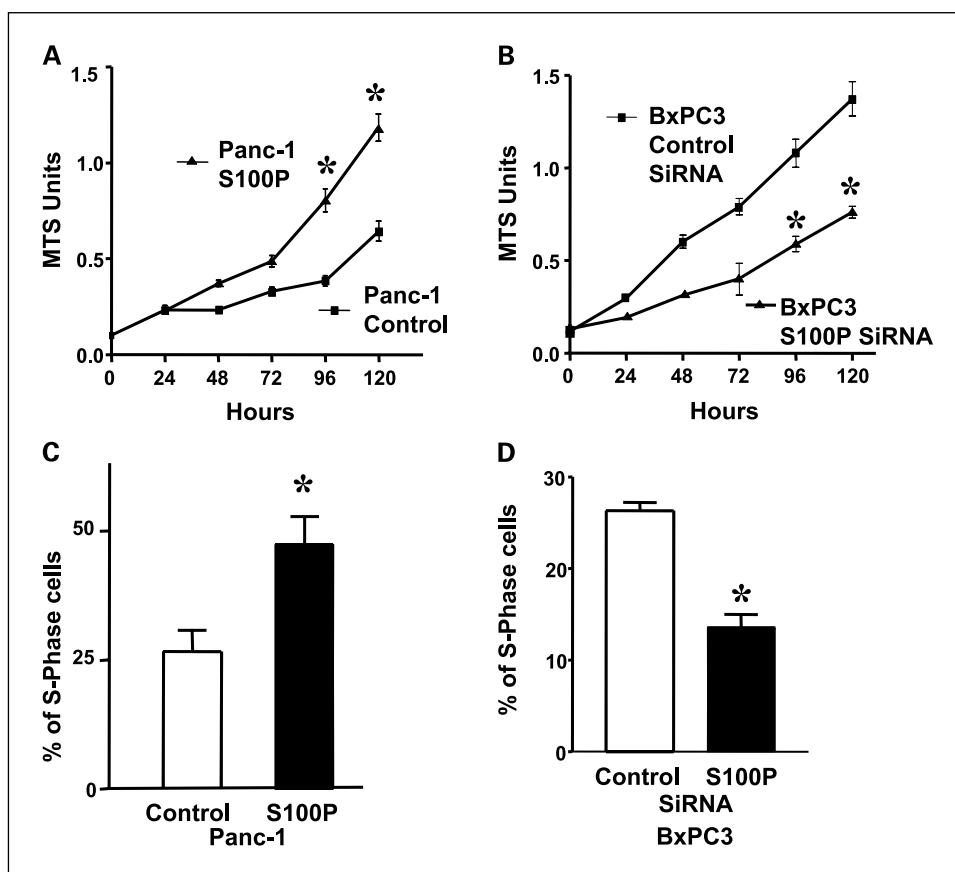 A
1.5
1.0
0.5
0.0
MTS Units
Panc-1
S100P
*
*
Panc-1
Control
0 24 48 72 96 120
Hours
B
1.5
1.0
0.5
0.0
MTS Units
BxPC3
Control
SiRNA
*
*
BxPC3
S100P SiRNA
0 24 48 72 96 120
Hours
C
50
25
0
% of S-Phase cells
*
Control S100P
Panc-1
D
30
20
10
0
% of S-Phase cells
*
Control S100P
SiRNA
BxPC3